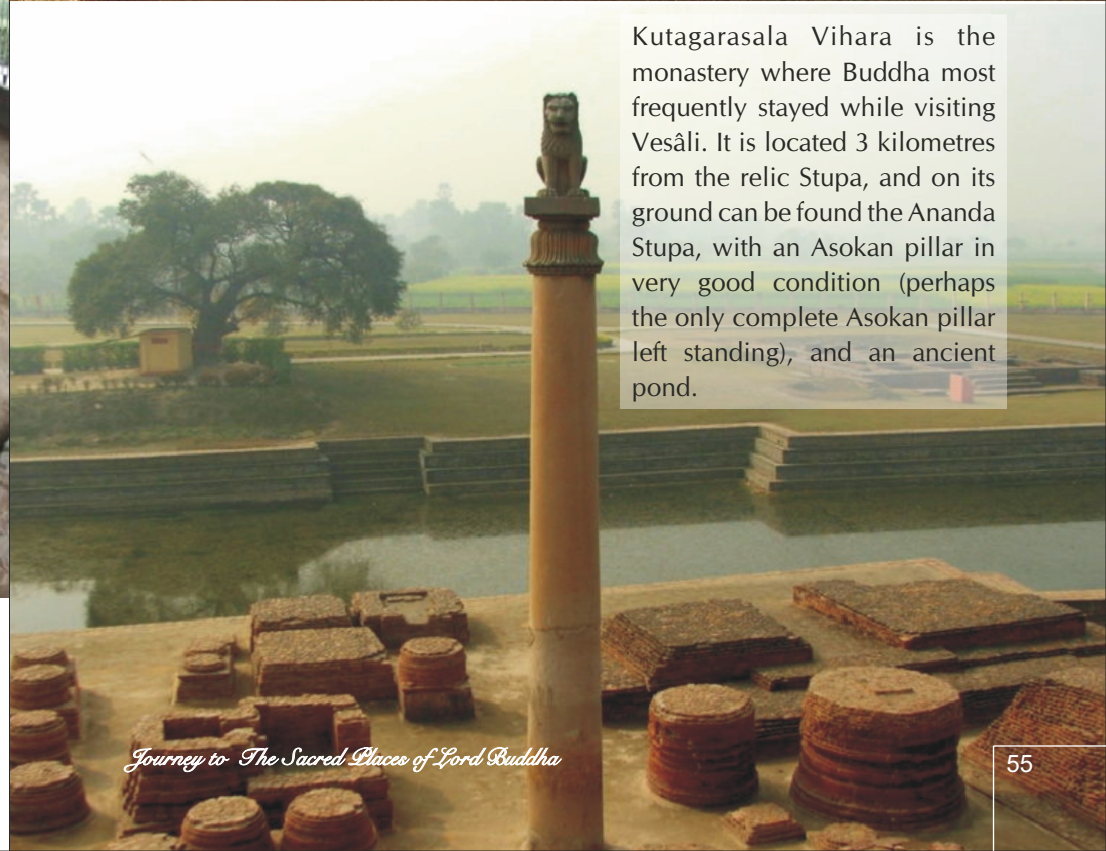 Kutagarasala Vihara is the
monastery where Buddha most
frequently stayed while visiting
Vesâli. It is located 3 kilometres
from the relic Stupa, and on its
ground can be found the Ananda
Stupa, with an Asokan pillar in
very good condition (perhaps
the only complete Asokan pillar
left standing), and an ancient
pond.
Journey to The Sacred Places of Lord Buddha
55